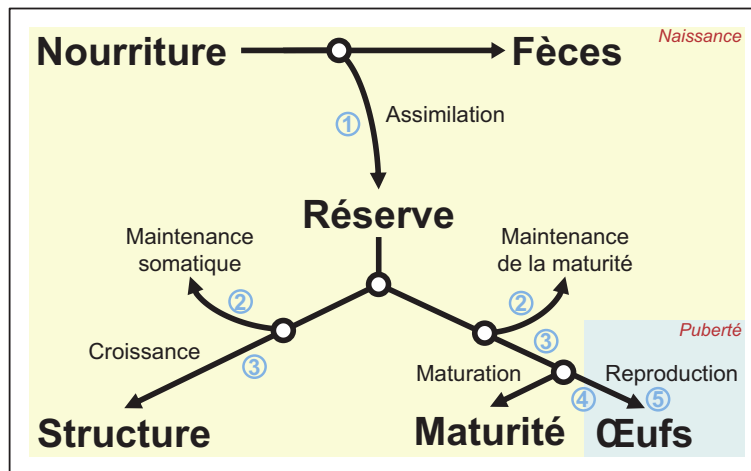 Naissance
Nourriture
Fèces
① Assimilation
Réserve
Maintenance
somatique
Maintenance
de la maturité
②
②
Puberté
Croissance
③
③
Maturation
Reproduction
④
⑤
Structure
Maturité
Œufs